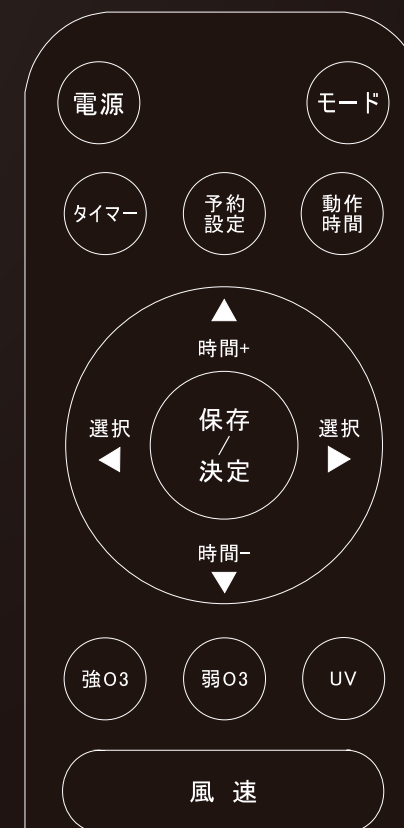 電源
モード
タイマー
予約
設定
動作
時間
時間+
選択
保存
/
決定
選択
時間-
強O3
弱O3
UV
風速